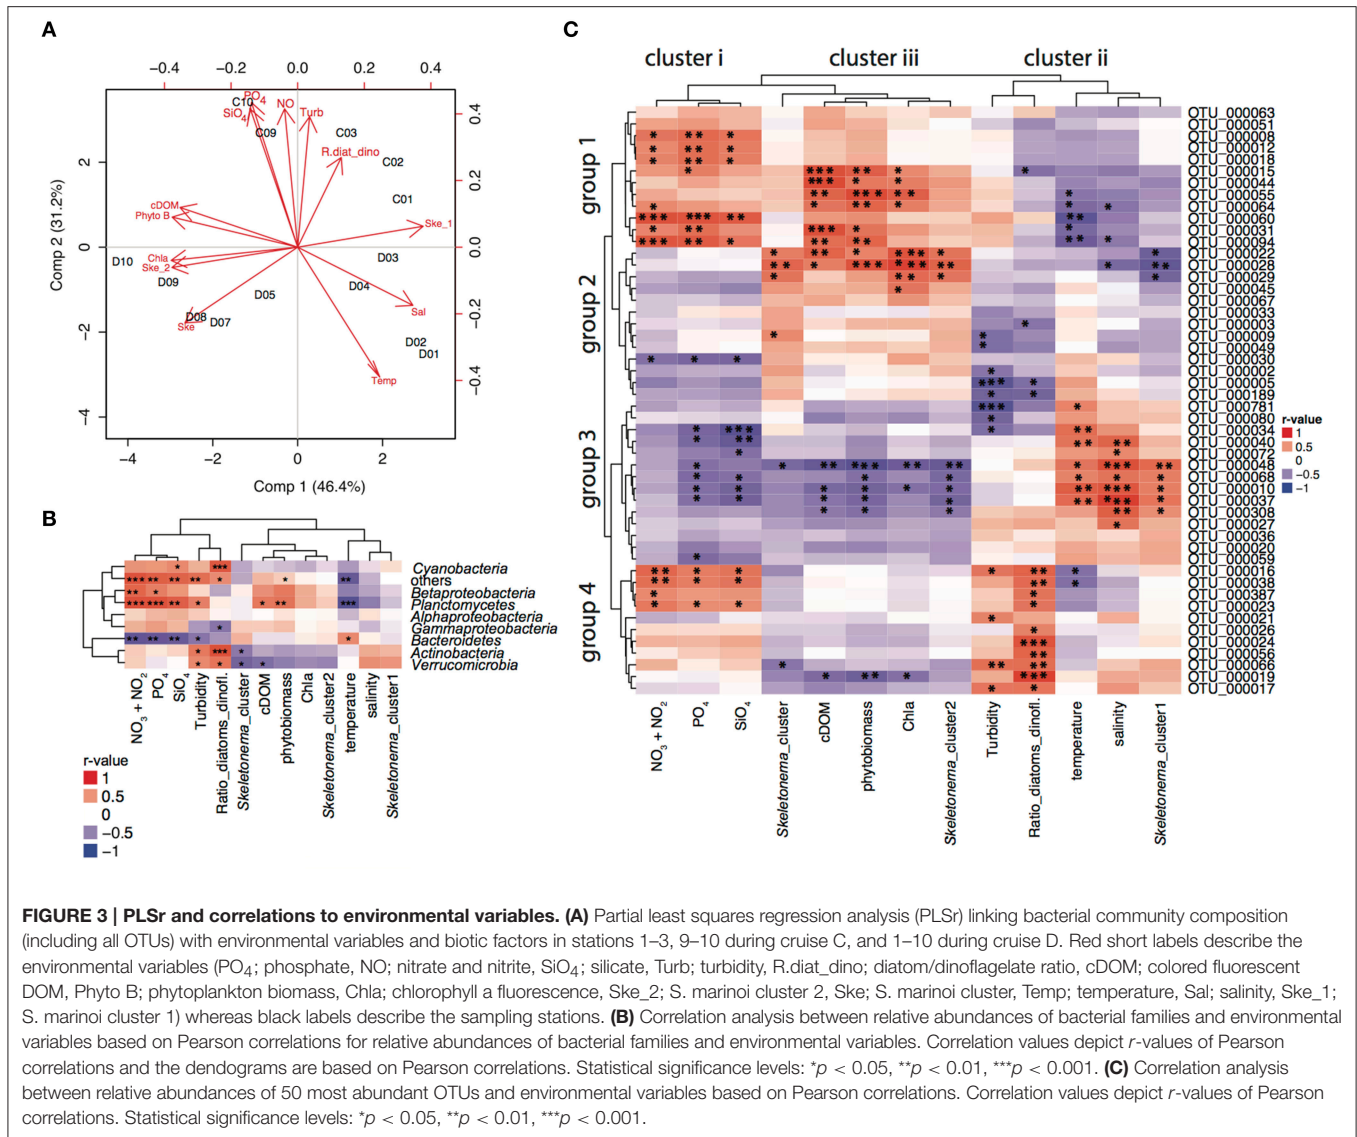 A
−0.4 −0.2 0.0 0.2 0.4
C10
PO4
SiO4
NO
Turb
C09
C03
R.diat_dino
C02
C01
cDOM
Phyto B
Ske_1
Chla
Ske_2
D10
D09
D03
D04
D05
Sal
D08
D07
Ske
D02
D01
Temp
2
0
−2
−4
0.4
0.2
0.0
−0.2
−0.4
−4 −2 0 2
Comp 1 (46.4%)
Comp 2 (31.2%)
B
Cyanobacteria
others
Betaproteobacteria
Planctomycetes
Alphaproteobacteria
Gammaproteobacteria
Bacteroidetes
Actinobacteria
Verrucomicrobia
NO3 + NO2
PO4
SiO4
Turbidity
Ratio_diatoms_dinofl.
Skeletonema_cluster
cDOM
phytobiomass
Chla
Skeletonema_cluster2
temperature
salinity
Skeletonema_cluster1
r-value
1
0.5
0
−0.5
−1
C
cluster i cluster iii cluster ii
group 1
group 2
group 3
group 4
OTU_000063
OTU_000051
OTU_000008
OTU_000012
OTU_000018
OTU_000015
OTU_000044
OTU_000055
OTU_000064
OTU_000060
OTU_000031
OTU_000094
OTU_000022
OTU_000028
OTU_000029
OTU_000045
OTU_000067
OTU_000033
OTU_000003
OTU_000009
OTU_000049
OTU_000030
OTU_000002
OTU_000005
OTU_000189
OTU_000781
OTU_000080
OTU_000034
OTU_000040
OTU_000072
OTU_000048
OTU_000068
OTU_000010
OTU_000037
OTU_000308
OTU_000027
OTU_000036
OTU_000020
OTU_000059
OTU_000016
OTU_000038
OTU_000387
OTU_000023
OTU_000021
OTU_000026
OTU_000024
OTU_000056
OTU_000066
OTU_000019
OTU_000017
r-value
1
0.5
0
−0.5
−1
NO3 + NO2
PO4
SiO4
Skeletonema_cluster
cDOM
phytobiomass
Chla
Skeletonema_cluster2
Turbidity
Ratio_diatoms_dinofl.
temperature
salinity
Skeletonema_cluster1
FIGURE 3 | PLSr and correlations to environmental variables. (A) Partial least squares regression analysis (PLSr) linking bacterial community composition
(including all OTUs) with environmental variables and biotic factors in stations 1–3, 9–10 during cruise C, and 1–10 during cruise D. Red short labels describe the
environmental variables (PO4; phosphate, NO; nitrate and nitrite, SiO4; silicate, Turb; turbidity, R.diat_dino; diatom/dinoflagelate ratio, cDOM; colored fluorescent
DOM, Phyto B; phytoplankton biomass, Chla; chlorophyll a fluorescence, Ske_2; S. marinoi cluster 2, Ske; S. marinoi cluster, Temp; temperature, Sal; salinity, Ske_1;
S. marinoi cluster 1) whereas black labels describe the sampling stations. (B) Correlation analysis between relative abundances of bacterial families and environmental
variables based on Pearson correlations for relative abundances of bacterial families and environmental variables. Correlation values depict r-values of Pearson
correlations and the dendograms are based on Pearson correlations. Statistical significance levels: *p < 0.05, **p < 0.01, ***p < 0.001. (C) Correlation analysis
between relative abundances of 50 most abundant OTUs and environmental variables based on Pearson correlations. Correlation values depict r-values of Pearson
correlations. Statistical significance levels: *p < 0.05, **p < 0.01, ***p < 0.001.